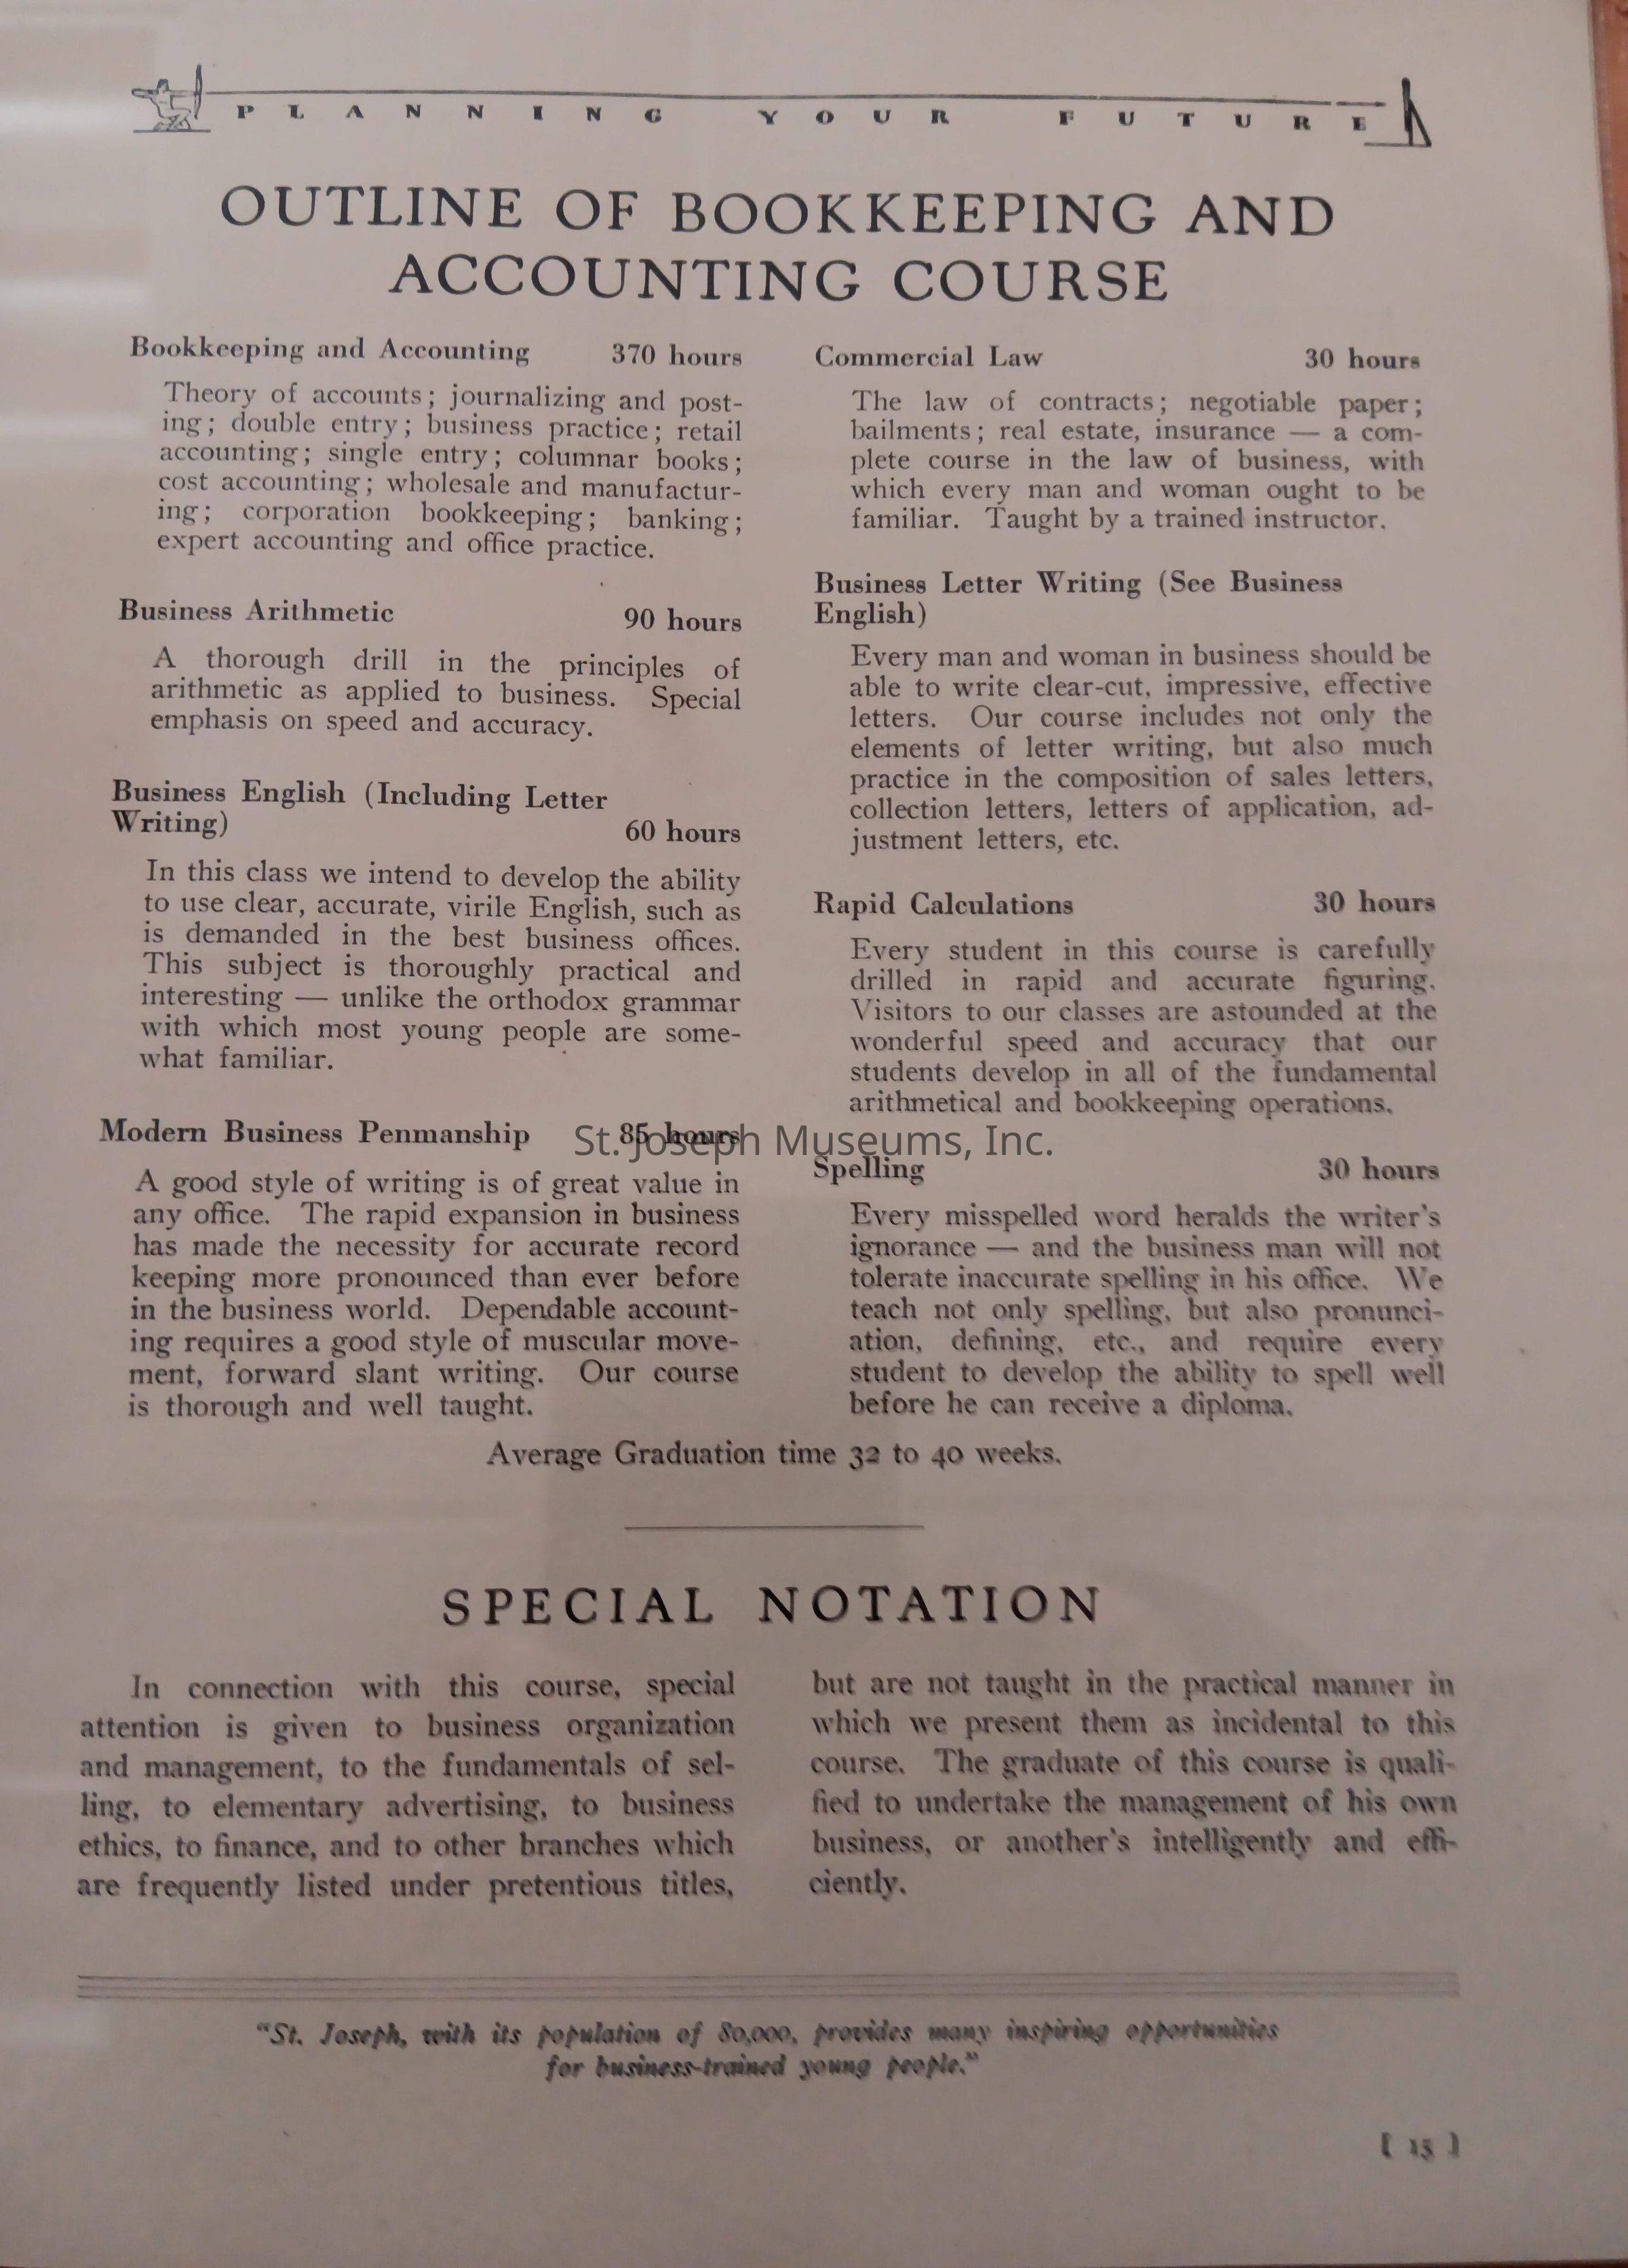 PLANNING YOUR FUTURE
OUTLINE OF BOOKKEEPING AND
ACCOUNTING COURSE
Bookkeeping and Accounting 370 hours
Theory of accounts; journalizing and post-
ing; double entry; business practice; retail
accounting; single entry; columnar books;
cost accounting; wholesale and manufactur-
ing; corporation bookkeeping; banking;
expert accounting and office practice.
Business Arithmetic 90 hours
A thorough drill in the principles of
arithmetic as applied to business. Special
emphasis on speed and accuracy.
Business English (Including Letter
Writing) 60 hours
In this class we intend to develop the ability
to use clear, accurate, virile English, such as
is demanded in the best business offices.
This subject is thoroughly practical and
interesting — unlike the orthodox grammar
with which most young people are some-
what familiar.
Modern Business Penmanship 85 hours
A good style of writing is of great value in
any office. The rapid expansion in business
has made the necessity for accurate record
keeping more pronounced than ever before
in the business world. Dependable account-
ing requires a good style of muscular move-
ment, forward slant writing. Our course
is thorough and well taught.
Commercial Law 30 hours
The law of contracts; negotiable paper;
bailments; real estate, insurance — a com-
plete course in the law of business, with
which every man and woman ought to be
familiar. Taught by a trained instructor.
Business Letter Writing (See Business
English)
Every man and woman in business should be
able to write clear-cut, impressive, effective
letters. Our course includes not only the
elements of letter writing, but also much
practice in the composition of sales letters,
collection letters, letters of application, ad-
justment letters, etc.
Rapid Calculations 30 hours
Every student in this course is carefully
drilled in rapid and accurate figuring.
Visitors to our classes are astounded at the
wonderful speed and accuracy that our
students develop in all of the fundamental
arithmetical and bookkeeping operations.
St. Joseph Museums, Inc.
Spelling 30 hours
Every misspelled word heralds the writer's
ignorance — and the business man will not
tolerate inaccurate spelling in his office. We
teach not only spelling, but also pronunci-
ation, defining, etc., and require every
student to develop the ability to spell well
before he can receive a diploma.
Average Graduation time 32 to 40 weeks.
SPECIAL NOTATION
In connection with this course, special
attention is given to business organization
and management, to the fundamentals of sel-
ling, to elementary advertising, to business
ethics, to finance, and to other branches which
are frequently listed under pretentious titles,
but are not taught in the practical manner in
which we present them as incidental to this
course. The graduate of this course is quali-
fied to undertake the management of his own
business, or another's intelligently and effi-
ciently.
"St. Joseph, with its population of 80,000, provides many inspiring opportunities
for business-trained young people."
[ 15 ]